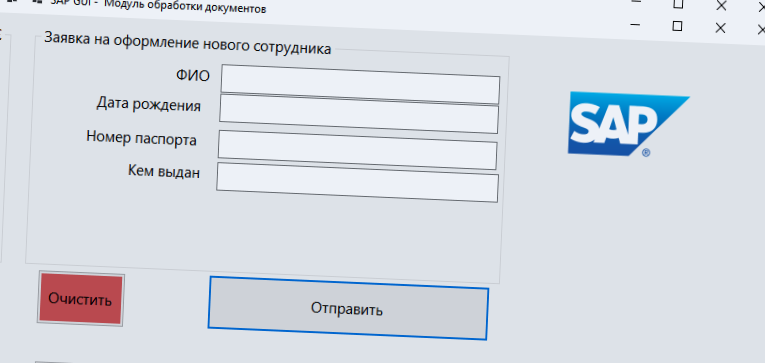 SAP GUI - Модуль обработки документов
Заявка на оформление нового сотрудника
ФИО
Дата рождения
Номер паспорта
Кем выдан
SAP
®
Очистить
Отправить